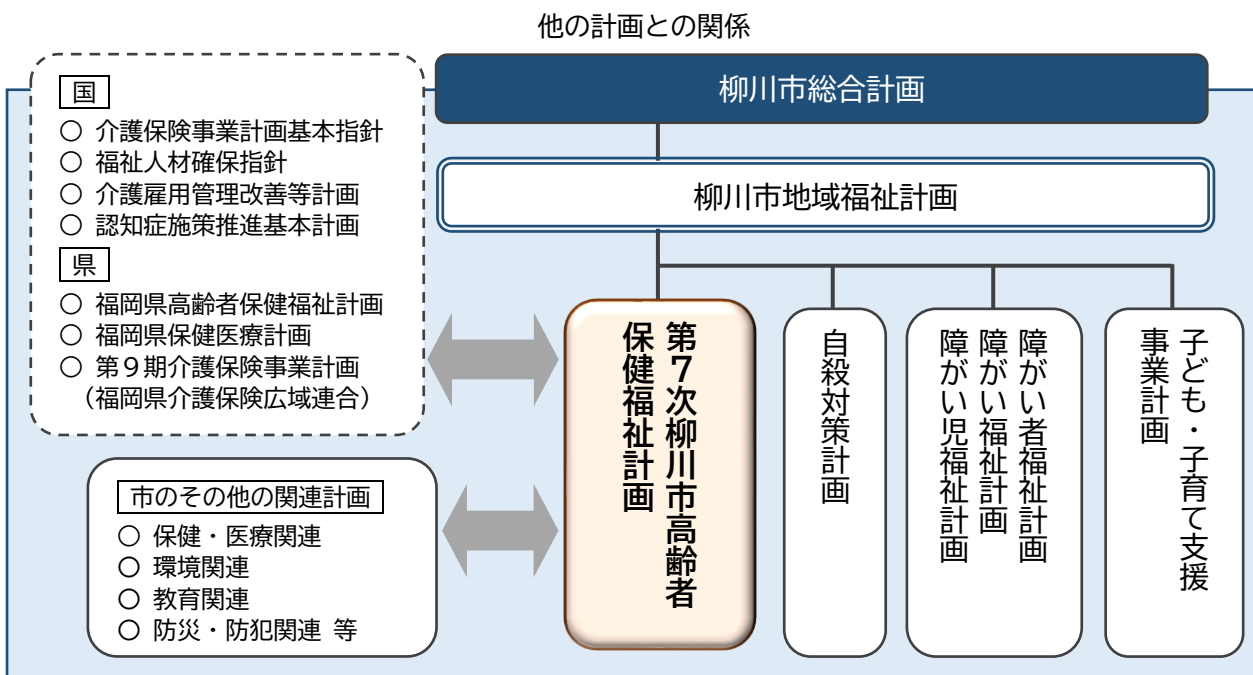 他の計画との関係
国
○ 介護保険事業計画基本指針
○ 福祉人材確保指針
○ 介護雇用管理改善等計画
○ 認知症施策推進基本計画
県
○ 福岡県高齢者保健福祉計画
○ 福岡県保健医療計画
○ 第9期介護保険事業計画
（福岡県介護保険広域連合）
市のその他の関連計画
○ 保健・医療関連
○ 環境関連
○ 教育関連
○ 防災・防犯関連 等
柳川市総合計画
柳川市地域福祉計画
第7次柳川市高齢者
保健福祉計画
自殺対策計画
障がい者福祉計画
障がい福祉計画
障がい児福祉計画
子ども・子育て支援
事業計画